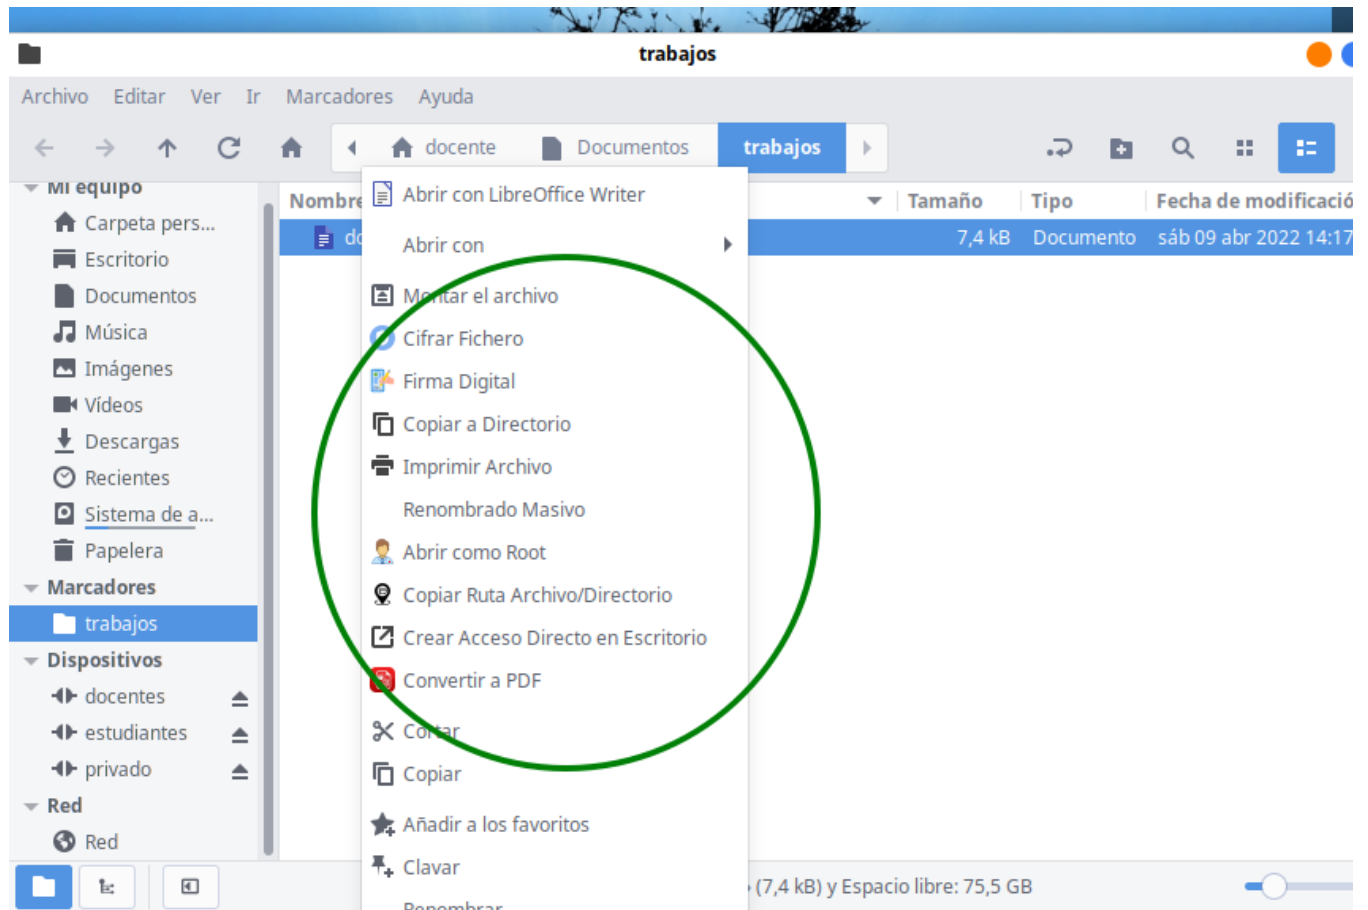 trabajos
Archivo Editar Ver Ir Marcadores Ayuda
docente Documentos trabajos
Mi equipo
Carpeta pers...
Escritorio
Documentos
Música
Imágenes
Vídeos
Descargas
Recientes
Sistema de a...
Papelera
Marcadores
trabajos
Dispositivos
docentes
estudiantes
privado
Red
Red
Nombre Tamaño Tipo Fecha de modificació
do 7,4 kB Documento sáb 09 abr 2022 14:17
Abrir con LibreOffice Writer
Abrir con
Montar el archivo
Cifrar Fichero
Firma Digital
Copiar a Directorio
Imprimir Archivo
Renombrado Masivo
Abrir como Root
Copiar Ruta Archivo/Directorio
Crear Acceso Directo en Escritorio
Convertir a PDF
Cortar
Copiar
Añadir a los favoritos
Clavar
Renombrar
(7,4 kB) y Espacio libre: 75,5 GB